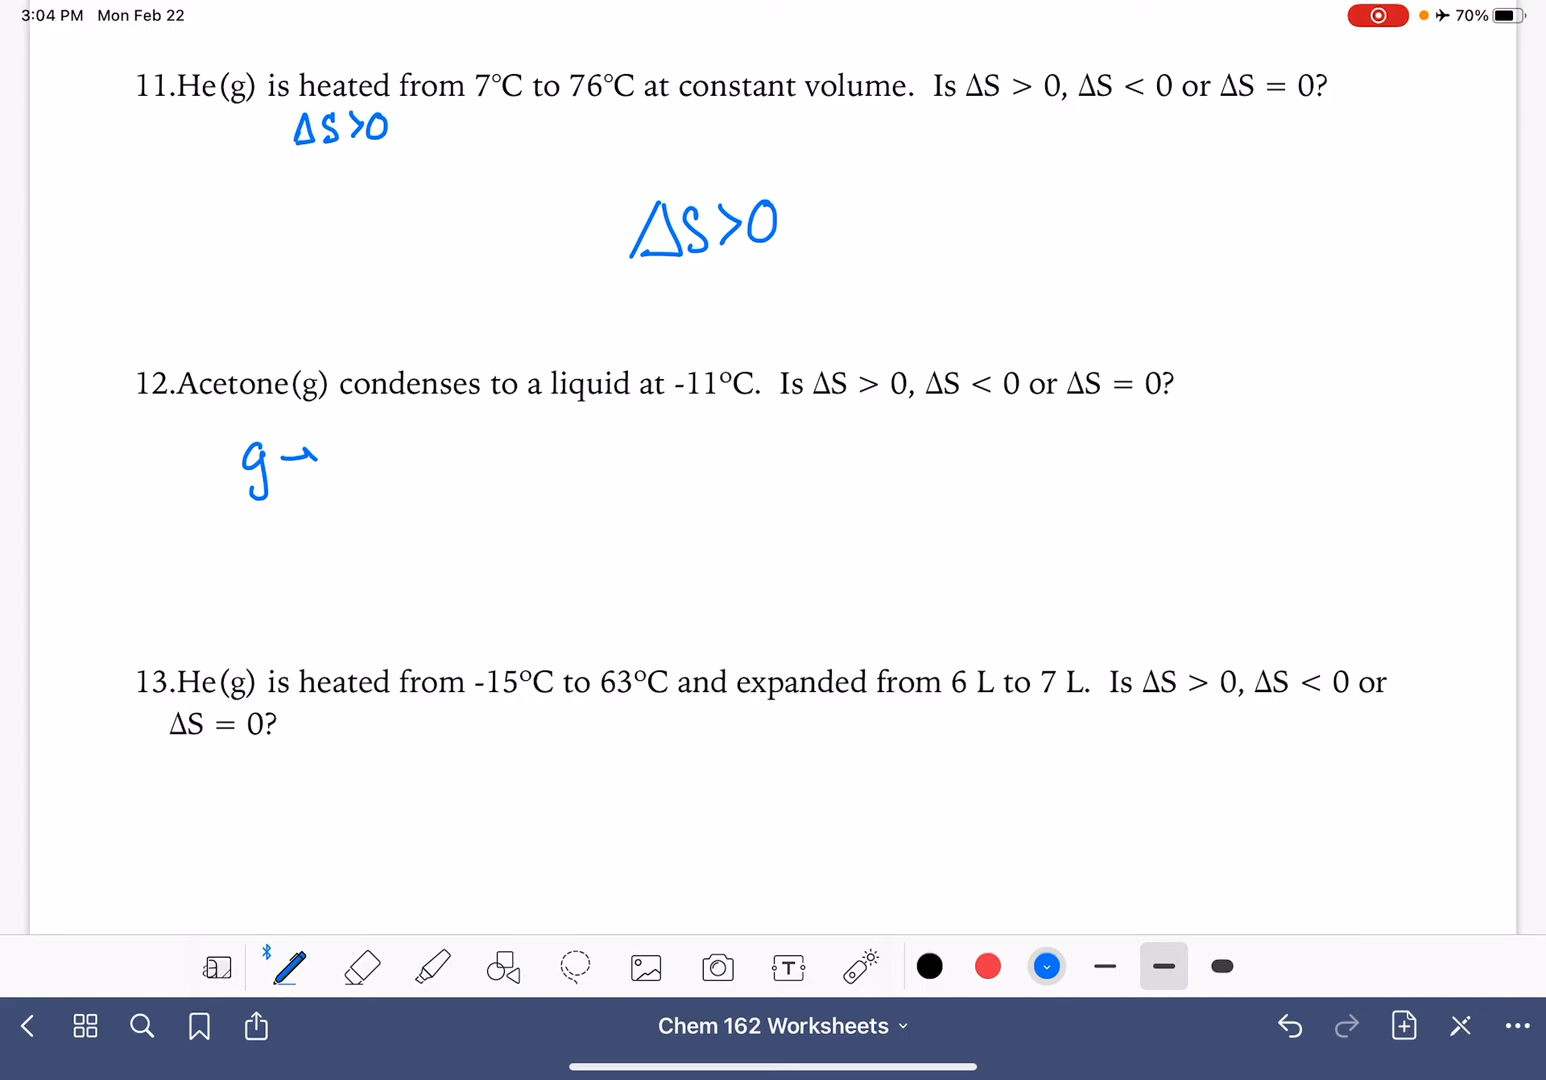 3:04 PM Mon Feb 22
70%
11.He(g) is heated from 7°C to 76°C at constant volume. Is ΔS > 0, ΔS < 0 or ΔS = 0?
ΔS>0
ΔS>0
12.Acetone(g) condenses to a liquid at -11°C. Is ΔS > 0, ΔS < 0 or ΔS = 0?
g→
13.He(g) is heated from -15°C to 63°C and expanded from 6 L to 7 L. Is ΔS > 0, ΔS < 0 or
ΔS = 0?
a
T
Chem 162 Worksheets